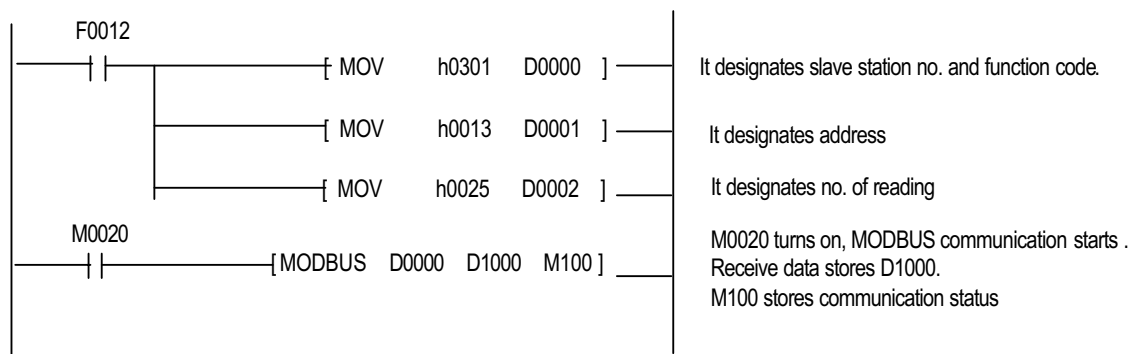 F0012
[ MOV h0301 D0000 ] It designates slave station no. and function code.
[ MOV h0013 D0001 ] It designates address
[ MOV h0025 D0002 ] It designates no. of reading
M0020
[ MODBUS D0000 D1000 M100 ] M0020 turns on, MODBUS communication starts .
Receive data stores D1000.
M100 stores communication status